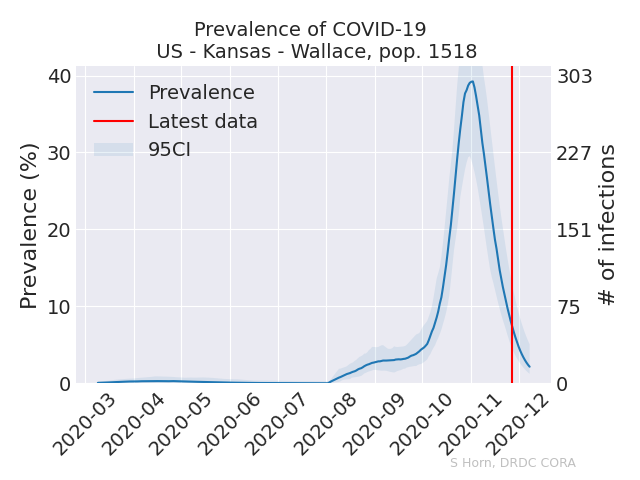 Prevalence of COVID-19
US - Kansas - Wallace, pop. 1518
Prevalence (%)
40
30
20
10
0
Prevalence
Latest data
95CI
303
227
151
75
0
# of infections
2020-03
2020-04
2020-05
2020-06
2020-07
2020-08
2020-09
2020-10
2020-11
2020-12
S Horn, DRDC CORA